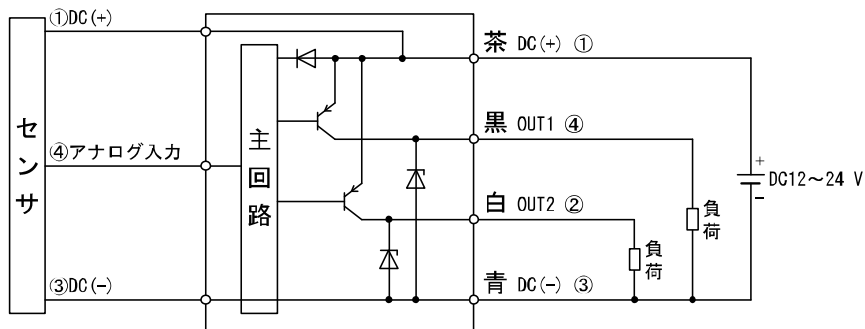 ①DC(+)
茶 DC(+) ①
センサ
④アナログ入力
主回路
黒 OUT1 ④
白 OUT2 ②
負荷
負荷
+
DC12～24 V
-
③DC(-)
青 DC(-) ③